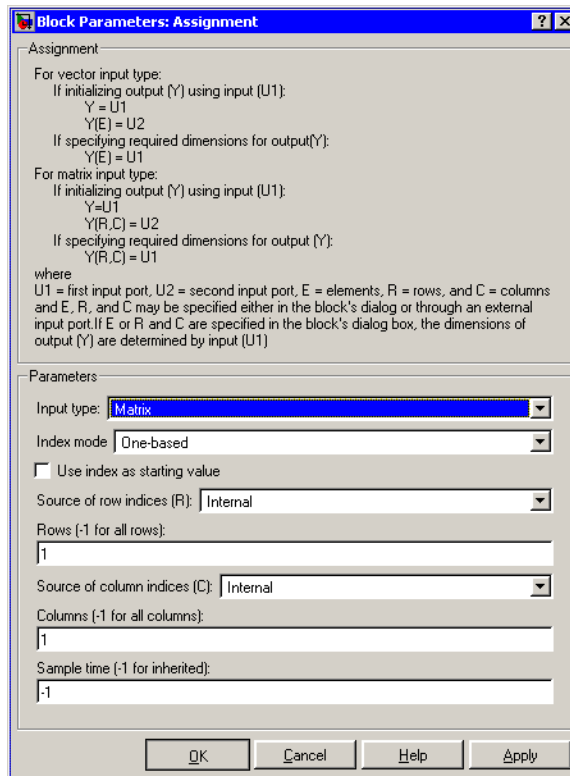 Block Parameters: Assignment
Assignment
For vector input type:
If initializing output (Y) using input (U1):
Y = U1
Y(E) = U2
If specifying required dimensions for output(Y):
Y(E) = U1
For matrix input type:
If initializing output (Y) using input (U1):
Y=U1
Y(R,C) = U2
If specifying required dimensions for output (Y):
Y(R,C) = U1
where
U1 = first input port, U2 = second input port, E = elements, R = rows, and C = columns
and E, R, and C may be specified either in the block's dialog or through an external
input port.If E or R and C are specified in the block's dialog box, the dimensions of
output (Y) are determined by input (U1)
Parameters
Input type: Matrix
Index mode One-based
Use index as starting value
Source of row indices (R): Internal
Rows (-1 for all rows):
1
Source of column indices (C): Internal
Columns (-1 for all columns):
1
Sample time (-1 for inherited):
-1
OK Cancel Help Apply